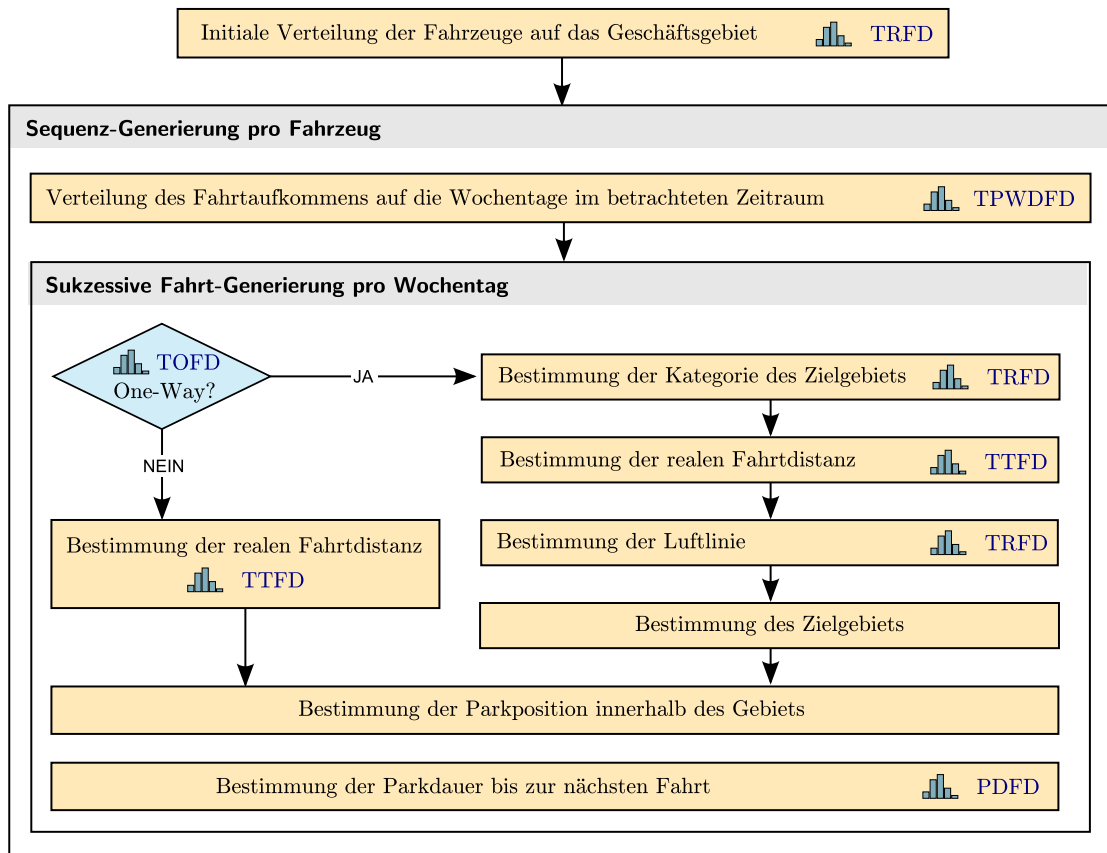 Initiale Verteilung der Fahrzeuge auf das Geschäftsgebiet TRFD
Sequenz-Generierung pro Fahrzeug
Verteilung des Fahrtaufkommens auf die Wochentage im betrachteten Zeitraum TPWDFD
Sukzessive Fahrt-Generierung pro Wochentag
TOFD
One-Way?
JA
NEIN
Bestimmung der Kategorie des Zielgebiets TRFD
Bestimmung der realen Fahrtdistanz TTFD
Bestimmung der Luftlinie TRFD
Bestimmung des Zielgebiets
Bestimmung der realen Fahrtdistanz
TTFD
Bestimmung der Parkposition innerhalb des Gebiets
Bestimmung der Parkdauer bis zur nächsten Fahrt PDFD